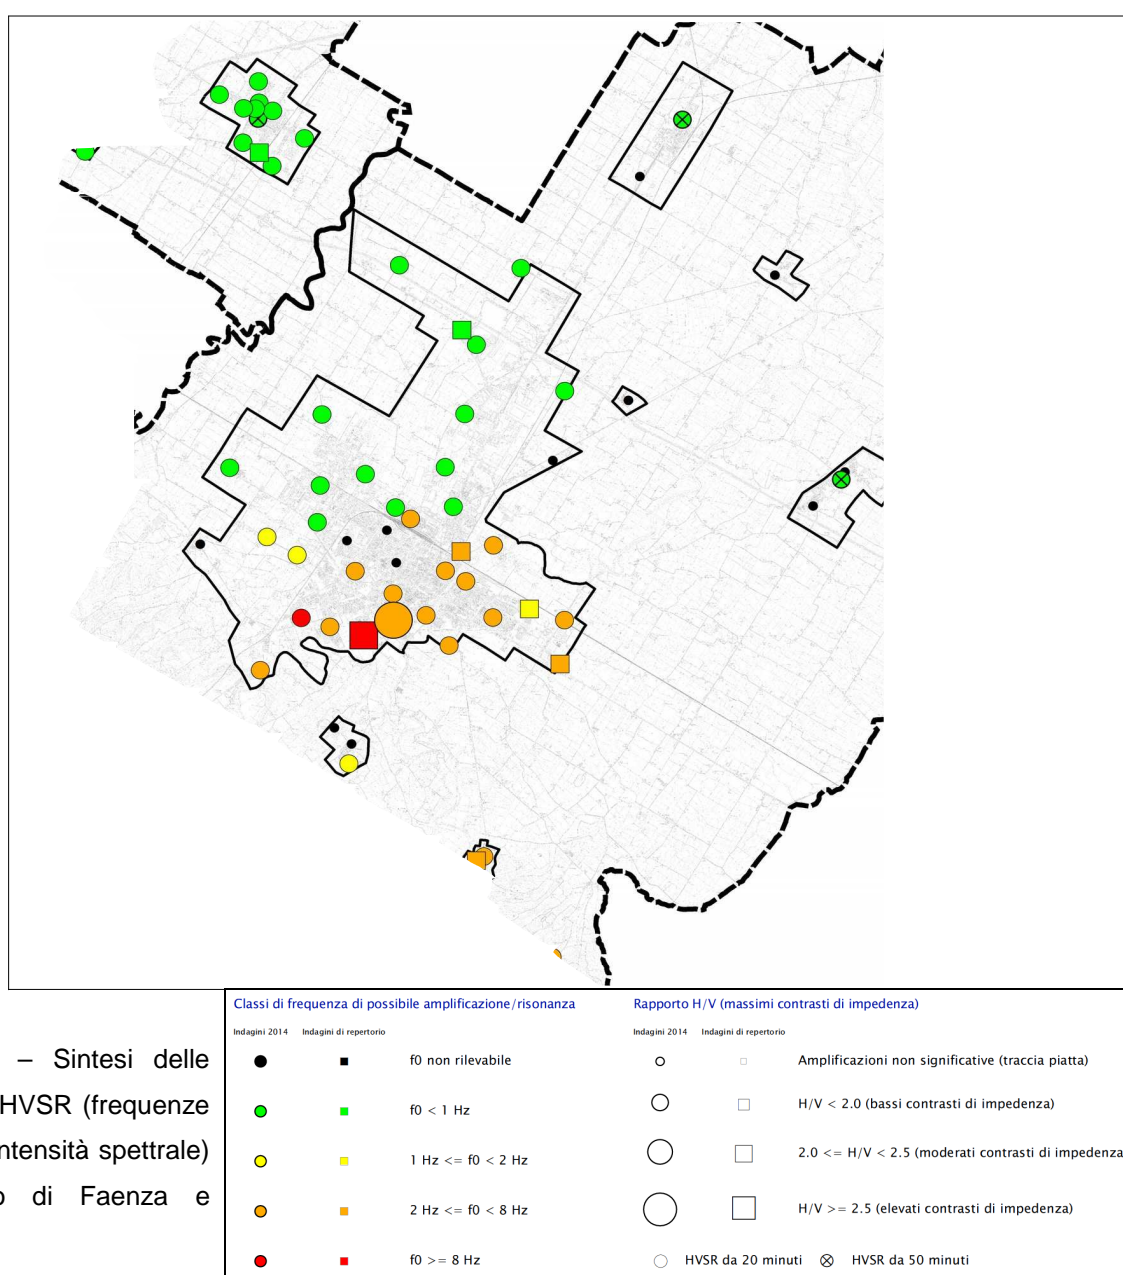 – Sintesi delle
HVSR (frequenze
ntensità spettrale)
di Faenza e
Classi di frequenza di possibile amplificazione/risonanza
Indagini 2014 Indagini di repertorio
f0 non rilevabile
f0 < 1 Hz
1 Hz <= f0 < 2 Hz
2 Hz <= f0 < 8 Hz
f0 >= 8 Hz
Rapporto H/V (massimi contrasti di impedenza)
Indagini 2014 Indagini di repertorio
Amplificazioni non significative (traccia piatta)
H/V < 2.0 (bassi contrasti di impedenza)
2.0 <= H/V < 2.5 (moderati contrasti di impedenza
H/V >= 2.5 (elevati contrasti di impedenza)
HVSR da 20 minuti HVSR da 50 minuti